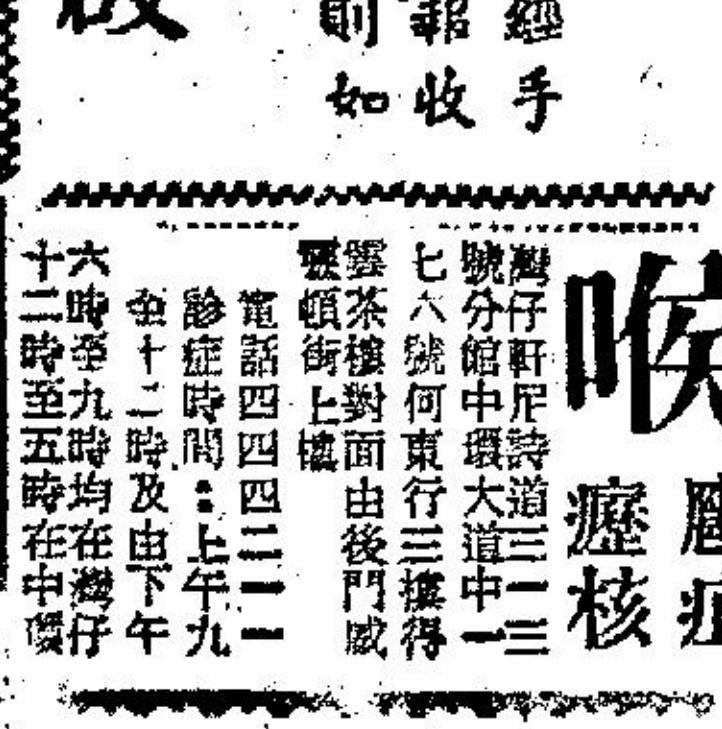 經手
報收
則如
喉
瘰核
灣仔軒尼詩道三一三
號分館中環大道中一
七六號何東行三樓得
雲茶樓對面由後門威
靈頓街上樓
電話四四四二一一
診症時間：上午九
至十二時及由下午
六時至九時均在灣仔
十二時至五時在中環